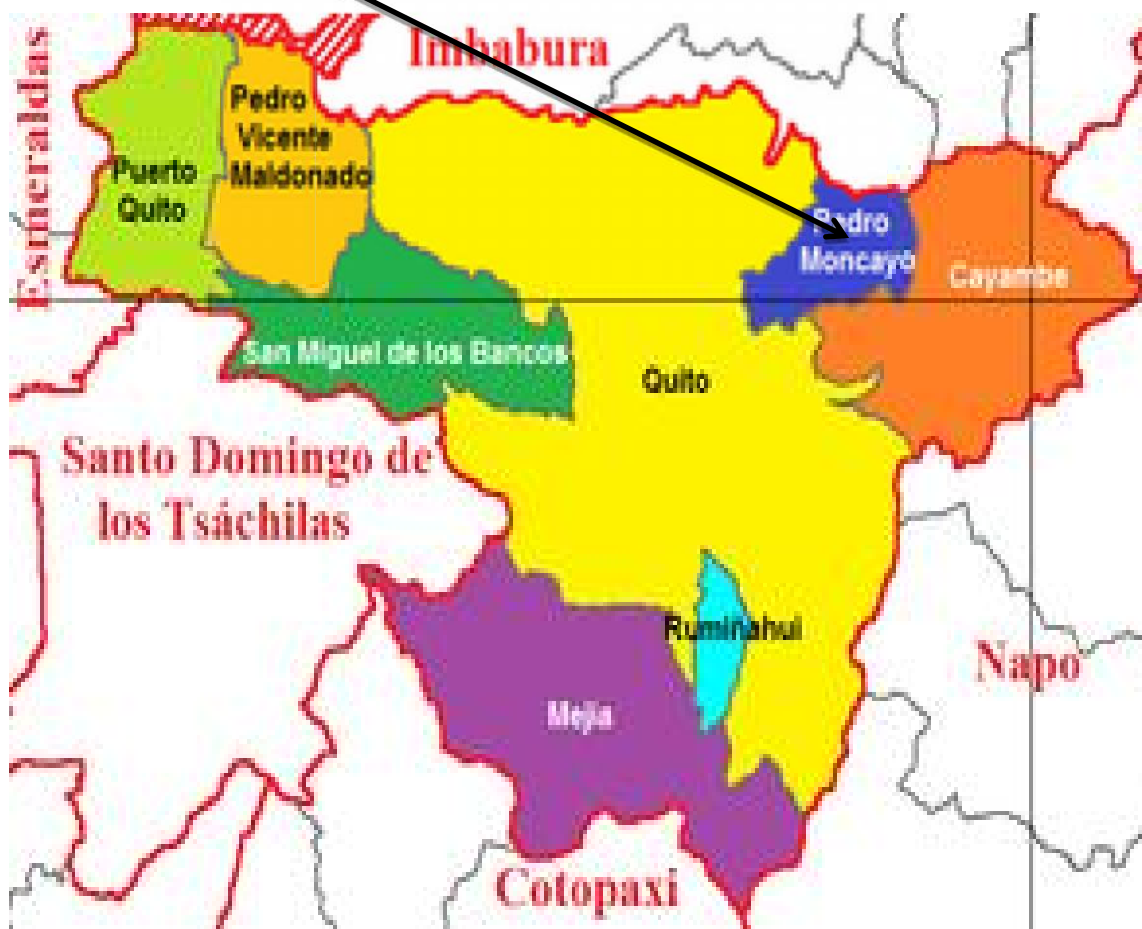 Imbabura
Esmeraldas
Pedro
Vicente
Maldonado
Puerto
Quito
Pedro
Moncayo
Cayambe
San Miguel de los Bancos
Quito
Santo Domingo de
los Tsáchilas
Rumiñahui
Napo
Mejia
Cotopaxi